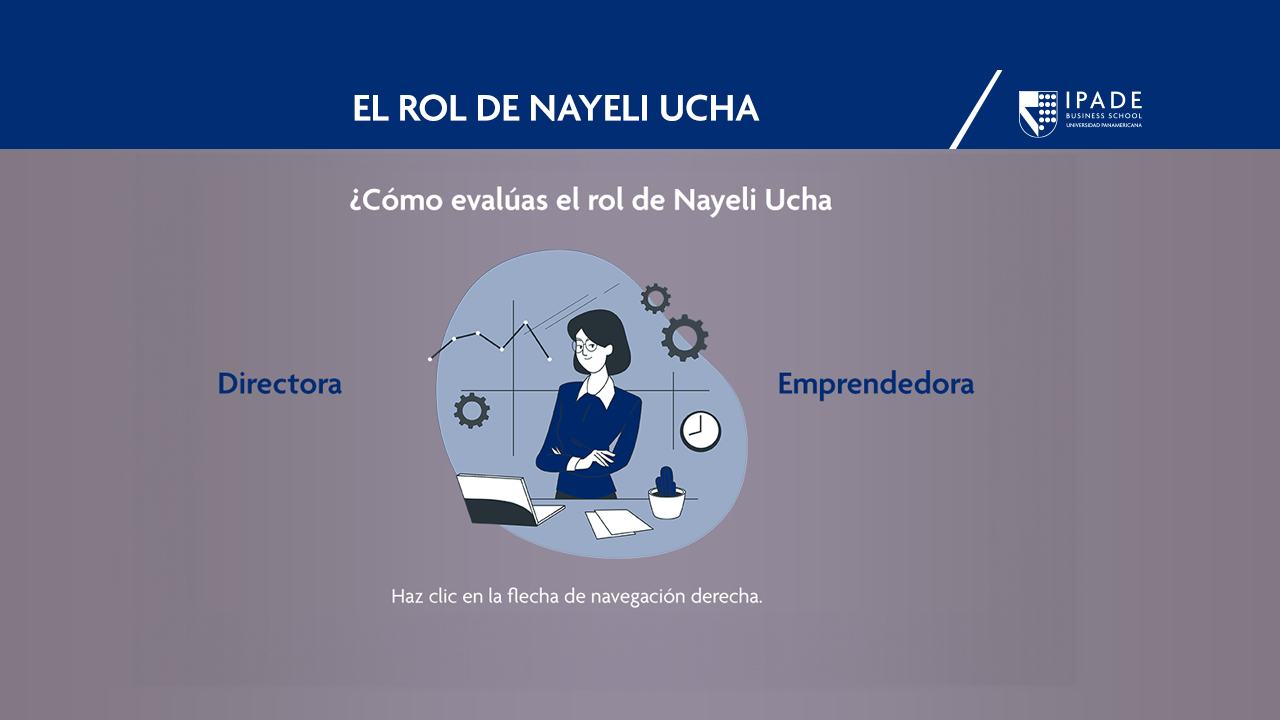 EL ROL DE NAYELI UCHA
IPADE
BUSINESS SCHOOL
UNIVERSIDAD PANAMERICANA
¿Cómo evalúas el rol de Nayeli Ucha
Directora
Emprendedora
Haz clic en la flecha de navegación derecha.